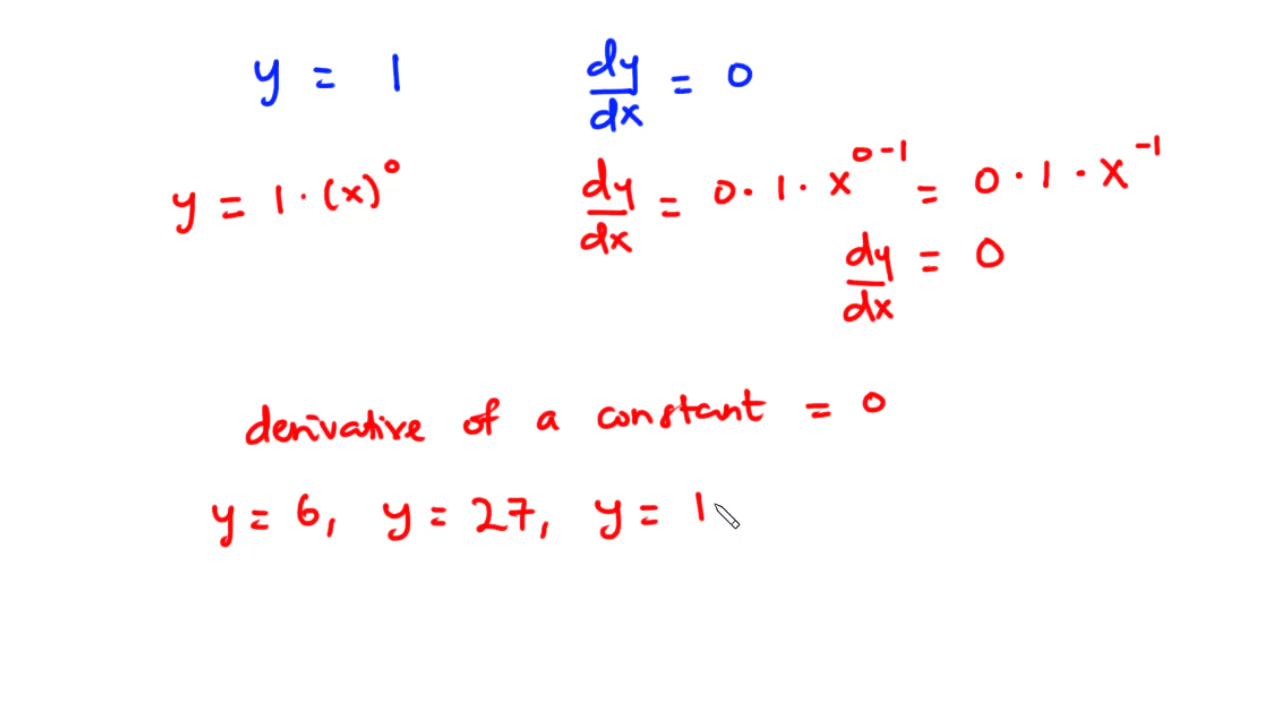 y = 1    dy/dx = 0
y = 1 · (x)⁰    dy/dx = 0 · 1 · x⁰⁻¹ = 0 · 1 · x⁻¹
dy/dx = 0
derivative of a constant = 0
y = 6, y = 27, y = 1